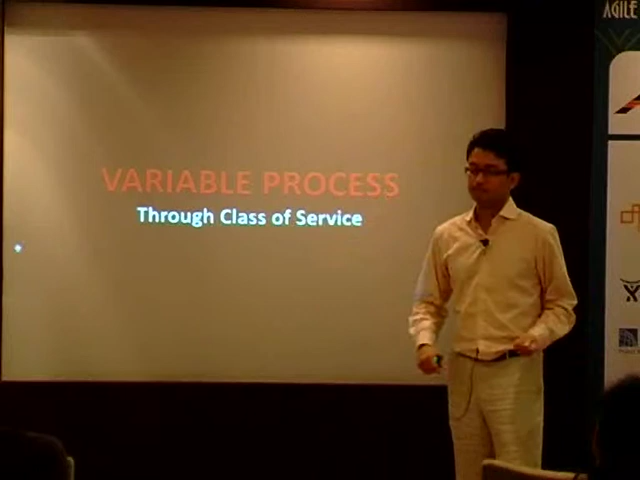 AGILE
VARIABLE PROCESS
Through Class of Service